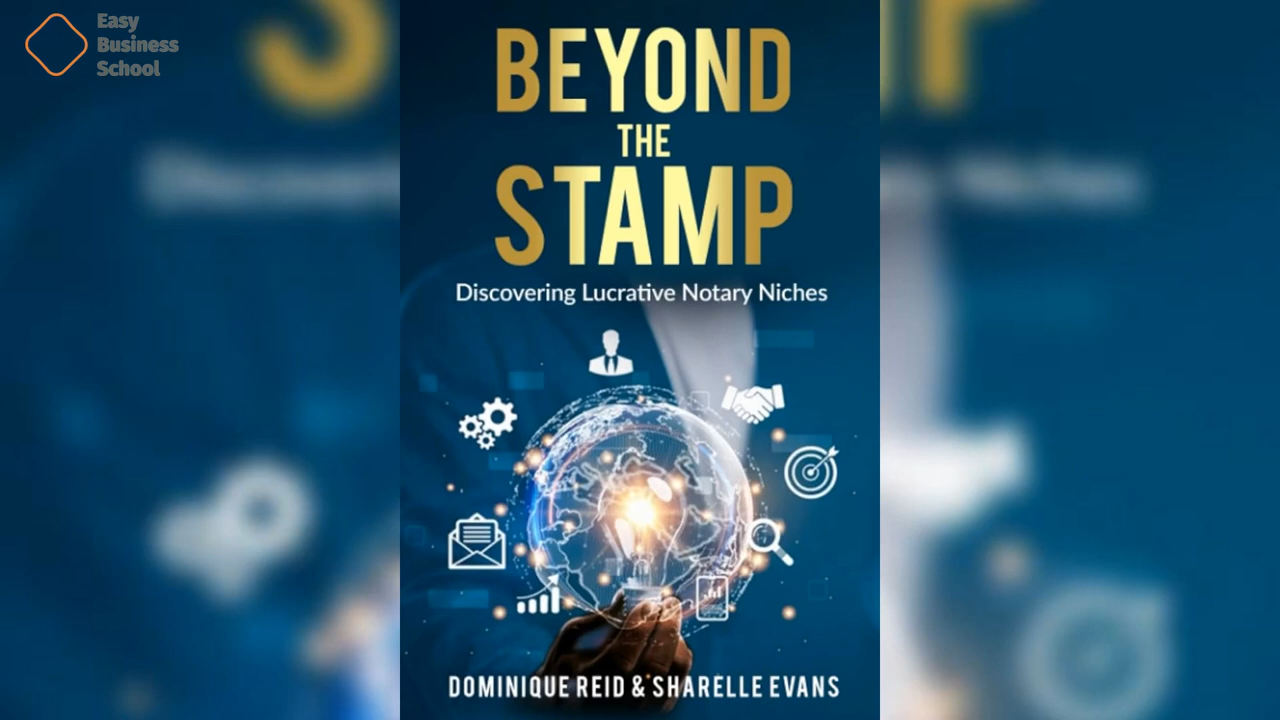 Easy
Business
School
BEYOND
THE
STAMP
Discovering Lucrative Notary Niches
DOMINIQUE REID & SHARELLE EVANS